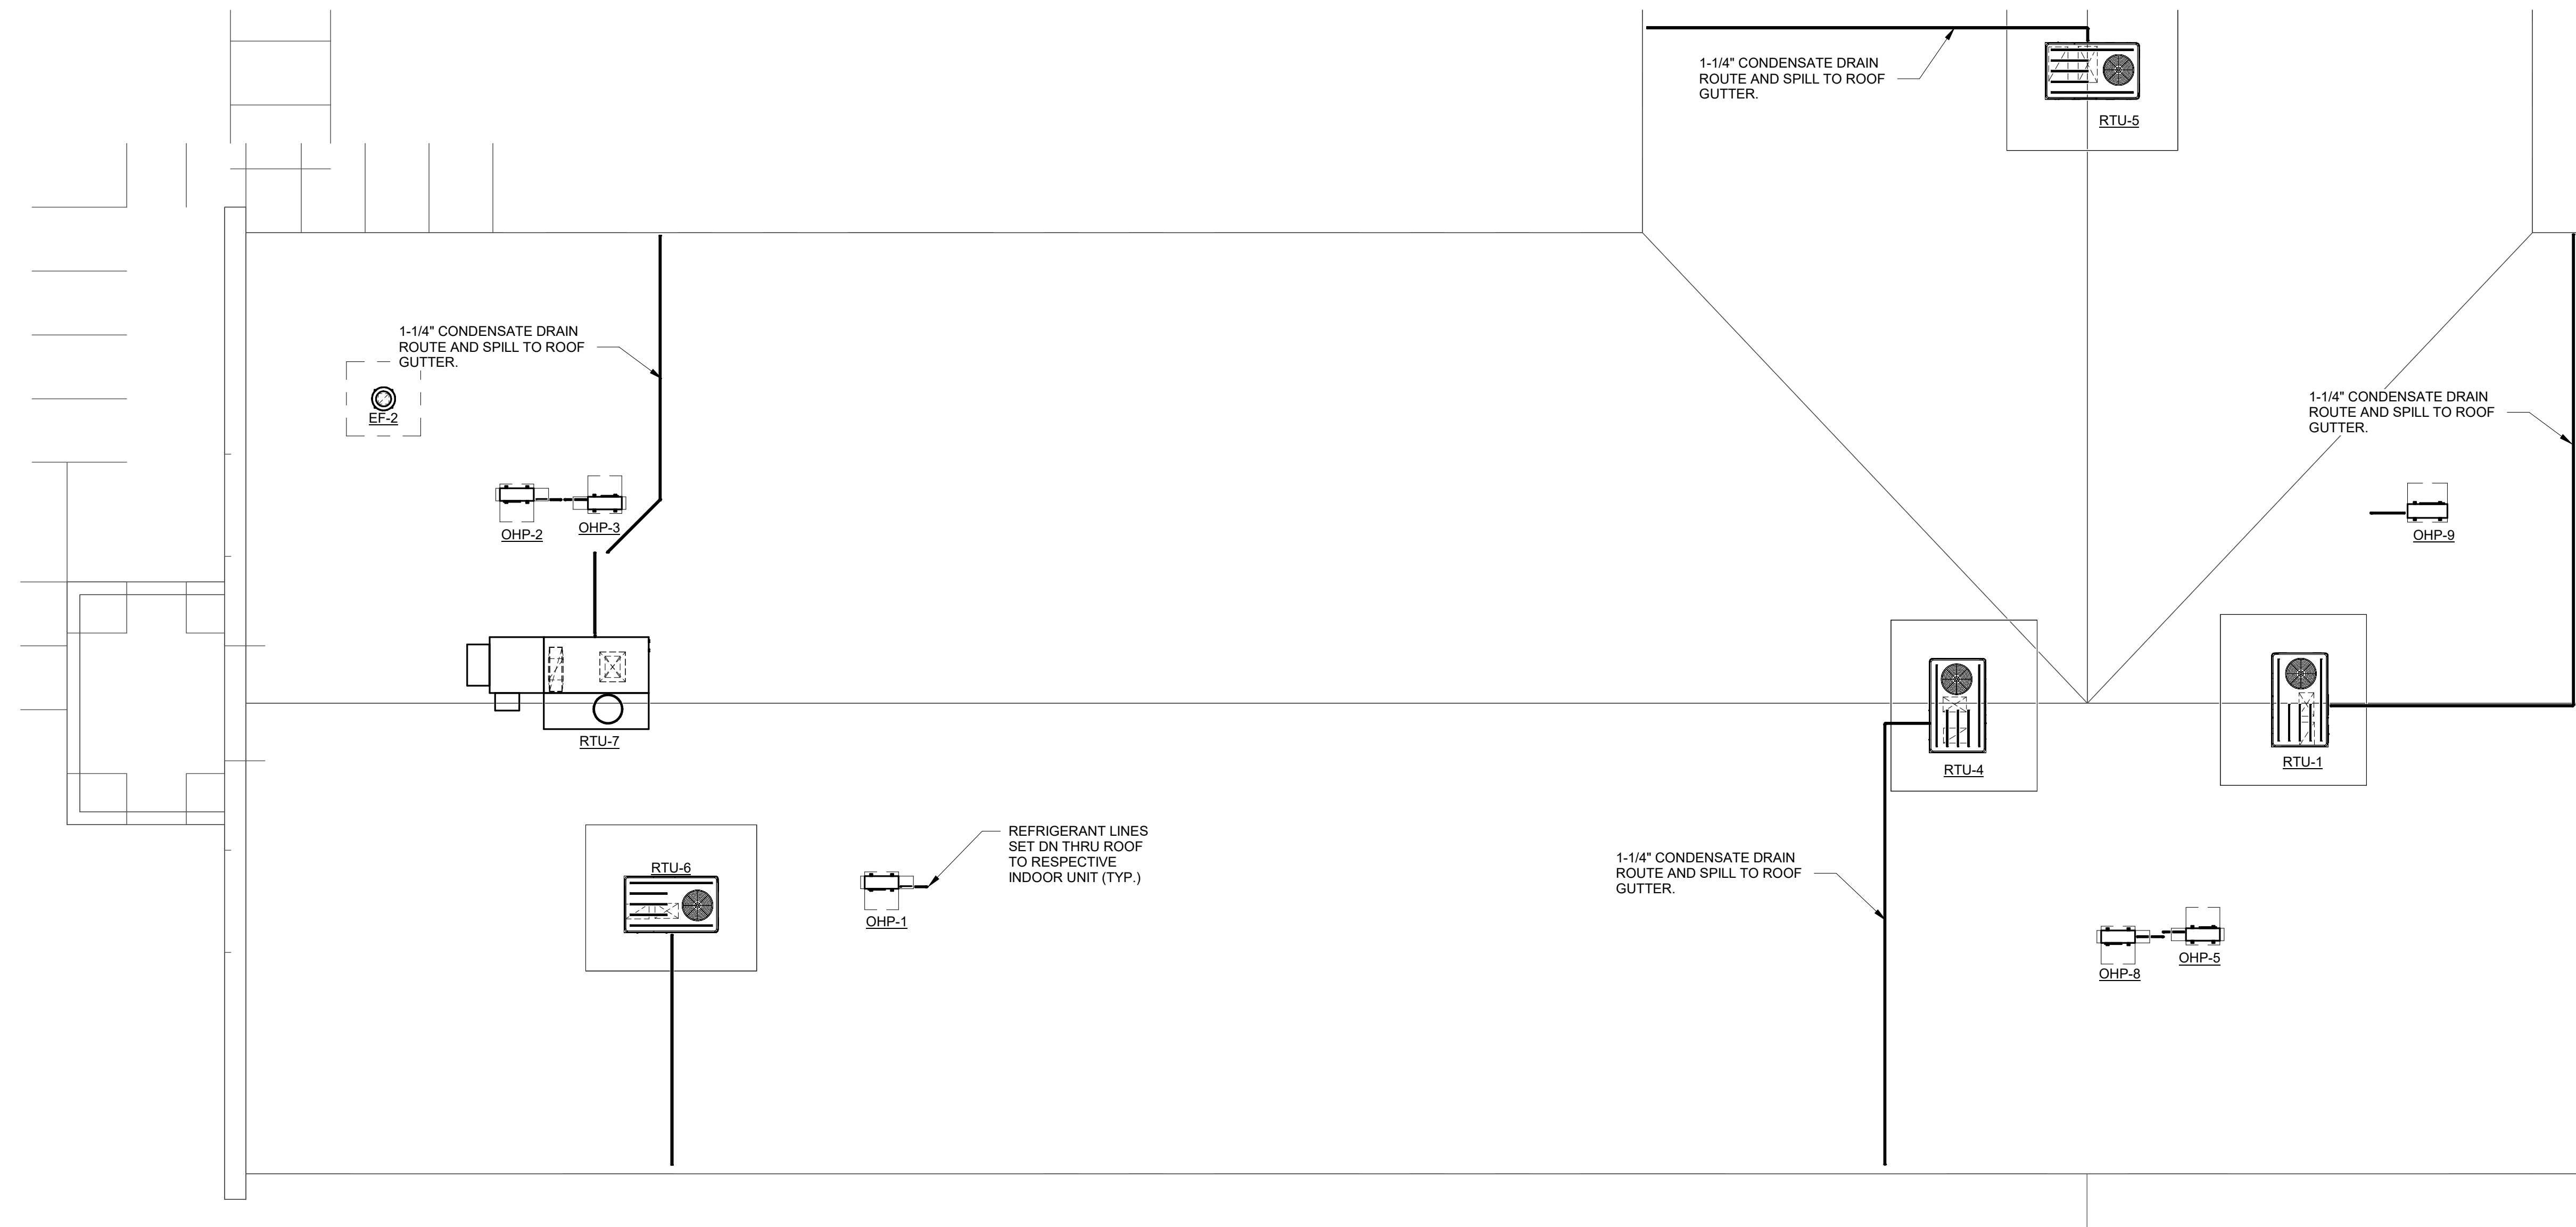 1-1/4" CONDENSATE DRAIN
ROUTE AND SPILL TO ROOF
GUTTER.
RTU-5
1-1/4" CONDENSATE DRAIN
ROUTE AND SPILL TO ROOF
GUTTER.
EF-2
1-1/4" CONDENSATE DRAIN
ROUTE AND SPILL TO ROOF
GUTTER.
OHP-2
OHP-3
OHP-9
RTU-7
RTU-4
RTU-1
REFRIGERANT LINES
SET DN THRU ROOF
TO RESPECTIVE
INDOOR UNIT (TYP.)
RTU-6
OHP-1
1-1/4" CONDENSATE DRAIN
ROUTE AND SPILL TO ROOF
GUTTER.
OHP-8
OHP-5